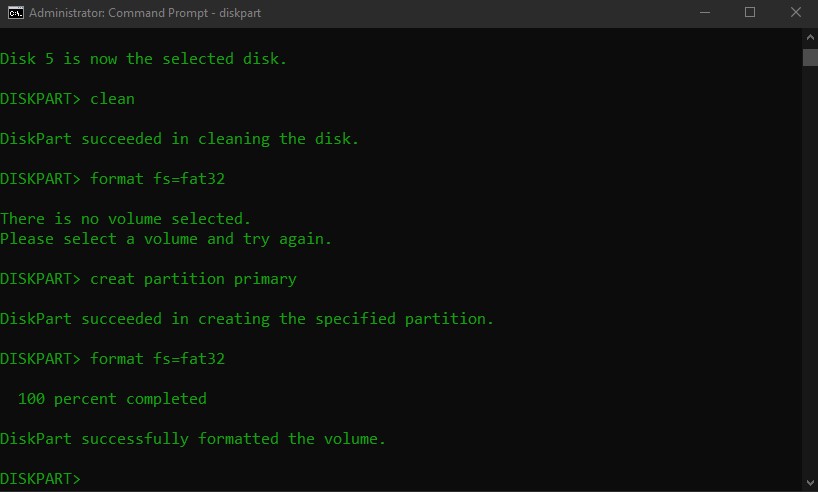 Administrator: Command Prompt - diskpart
Disk 5 is now the selected disk.
DISKPART> clean
DiskPart succeeded in cleaning the disk.
DISKPART> format fs=fat32
There is no volume selected.
Please select a volume and try again.
DISKPART> creat partition primary
DiskPart succeeded in creating the specified partition.
DISKPART> format fs=fat32
100 percent completed
DiskPart successfully formatted the volume.
DISKPART>